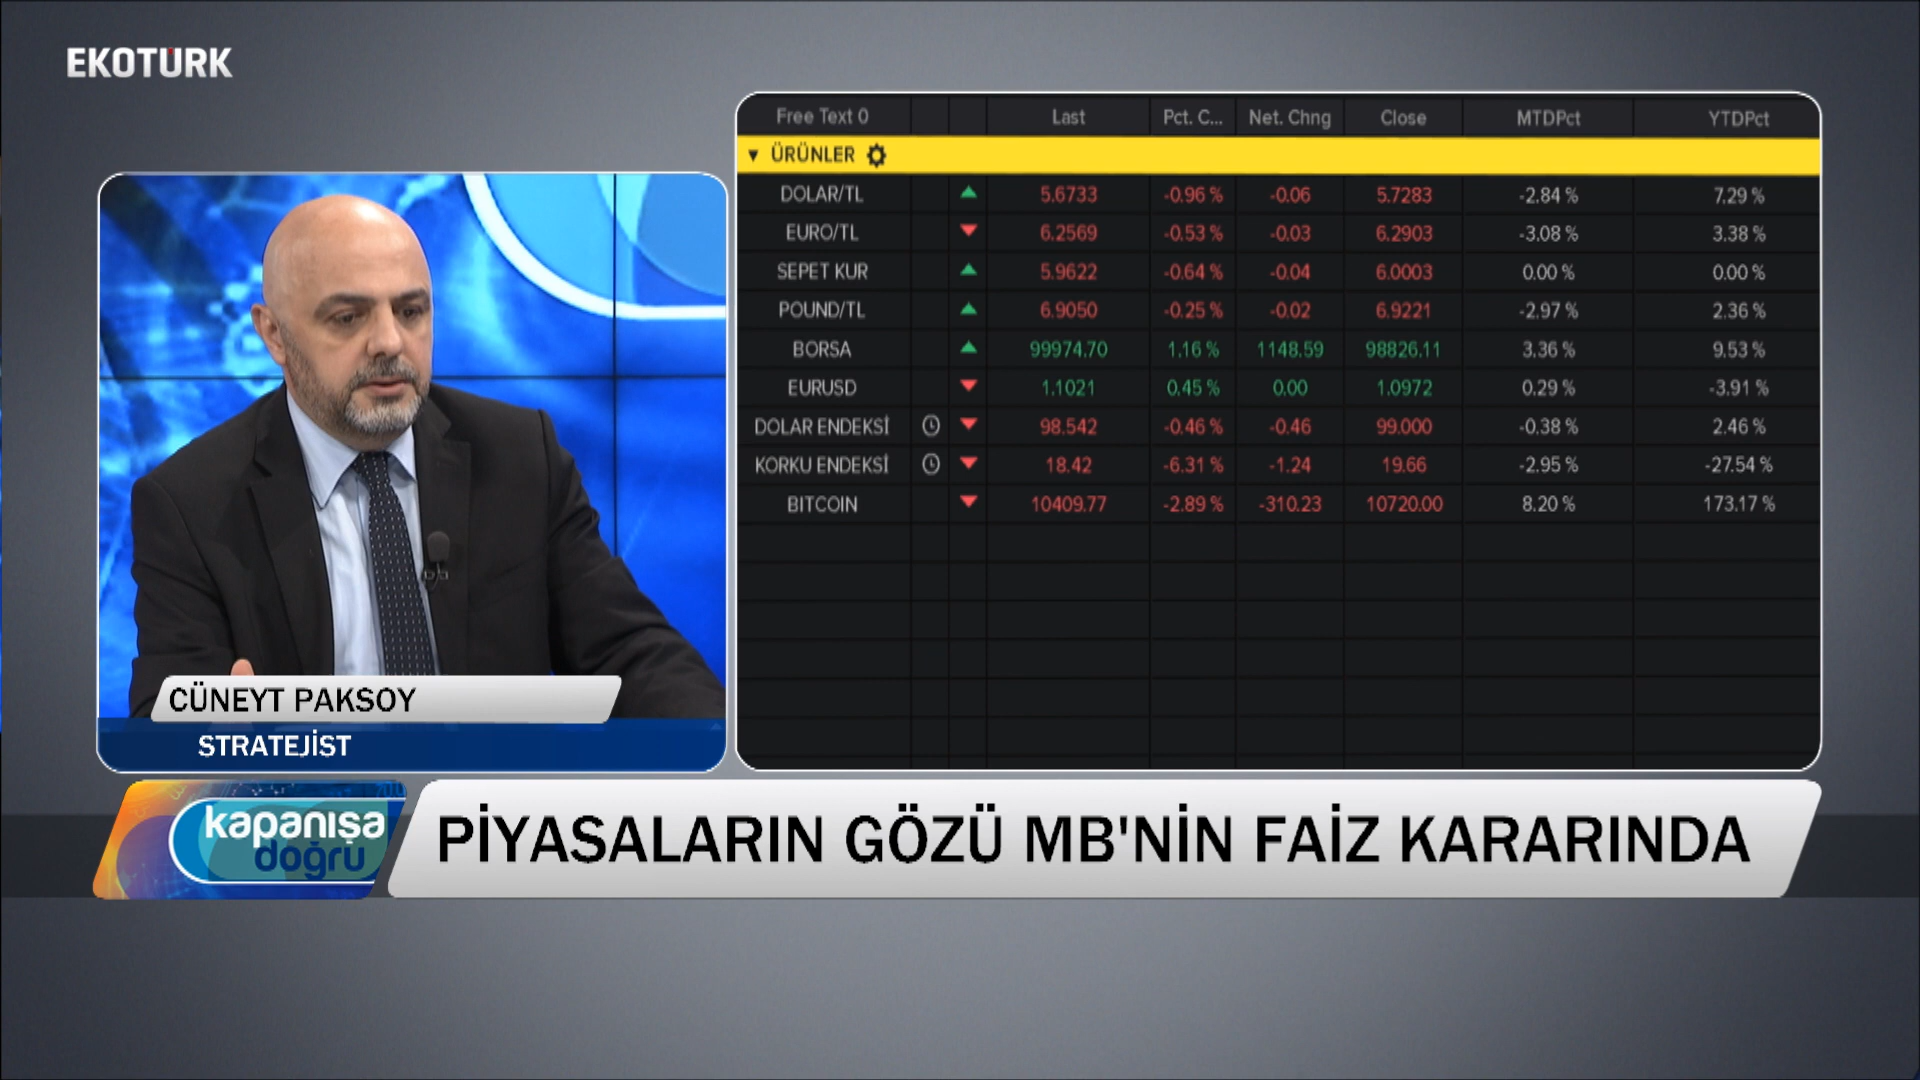 EKOTÜRK
Free Text 0 Last Pct. C... Net. Chng Close MTDPct YTDPct
▼ ÜRÜNLER
DOLAR/TL 5.6733 -0.96 % -0.06 5.7283 -2.84 % 7.29 %
EURO/TL 6.2569 -0.53 % -0.03 6.2903 -3.08 % 3.38 %
SEPET KUR 5.9622 -0.64 % -0.04 6.0003 0.00 % 0.00 %
POUND/TL 6.9050 -0.25 % -0.02 6.9221 -2.97 % 2.36 %
BORSA 99974.70 1.16 % 1148.59 98826.11 3.36 % 9.53 %
EURUSD 1.1021 0.45 % 0.00 1.0972 0.29 % -3.91 %
DOLAR ENDEKSİ 98.542 -0.46 % -0.46 99.000 -0.38 % 2.46 %
KORKU ENDEKSİ 18.42 -6.31 % -1.24 19.66 -2.95 % -27.54 %
BITCOIN 10409.77 -2.89 % -310.23 10720.00 8.20 % 173.17 %
CÜNEYT PAKSOY
STRATEJİST
kapanışa
doğru
PİYASALARIN GÖZÜ MB'NİN FAİZ KARARINDA